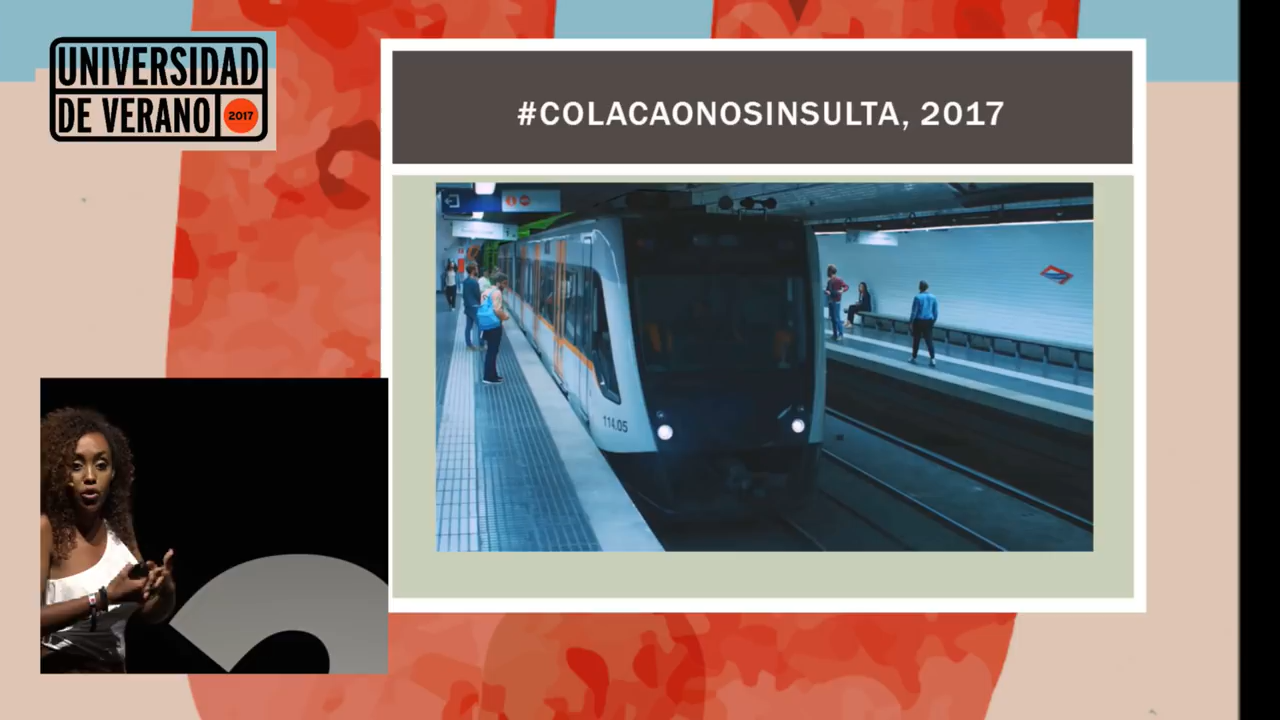 UNIVERSIDAD
DE VERANO 2017
#COLACAONOSINSULTA, 2017
114.05